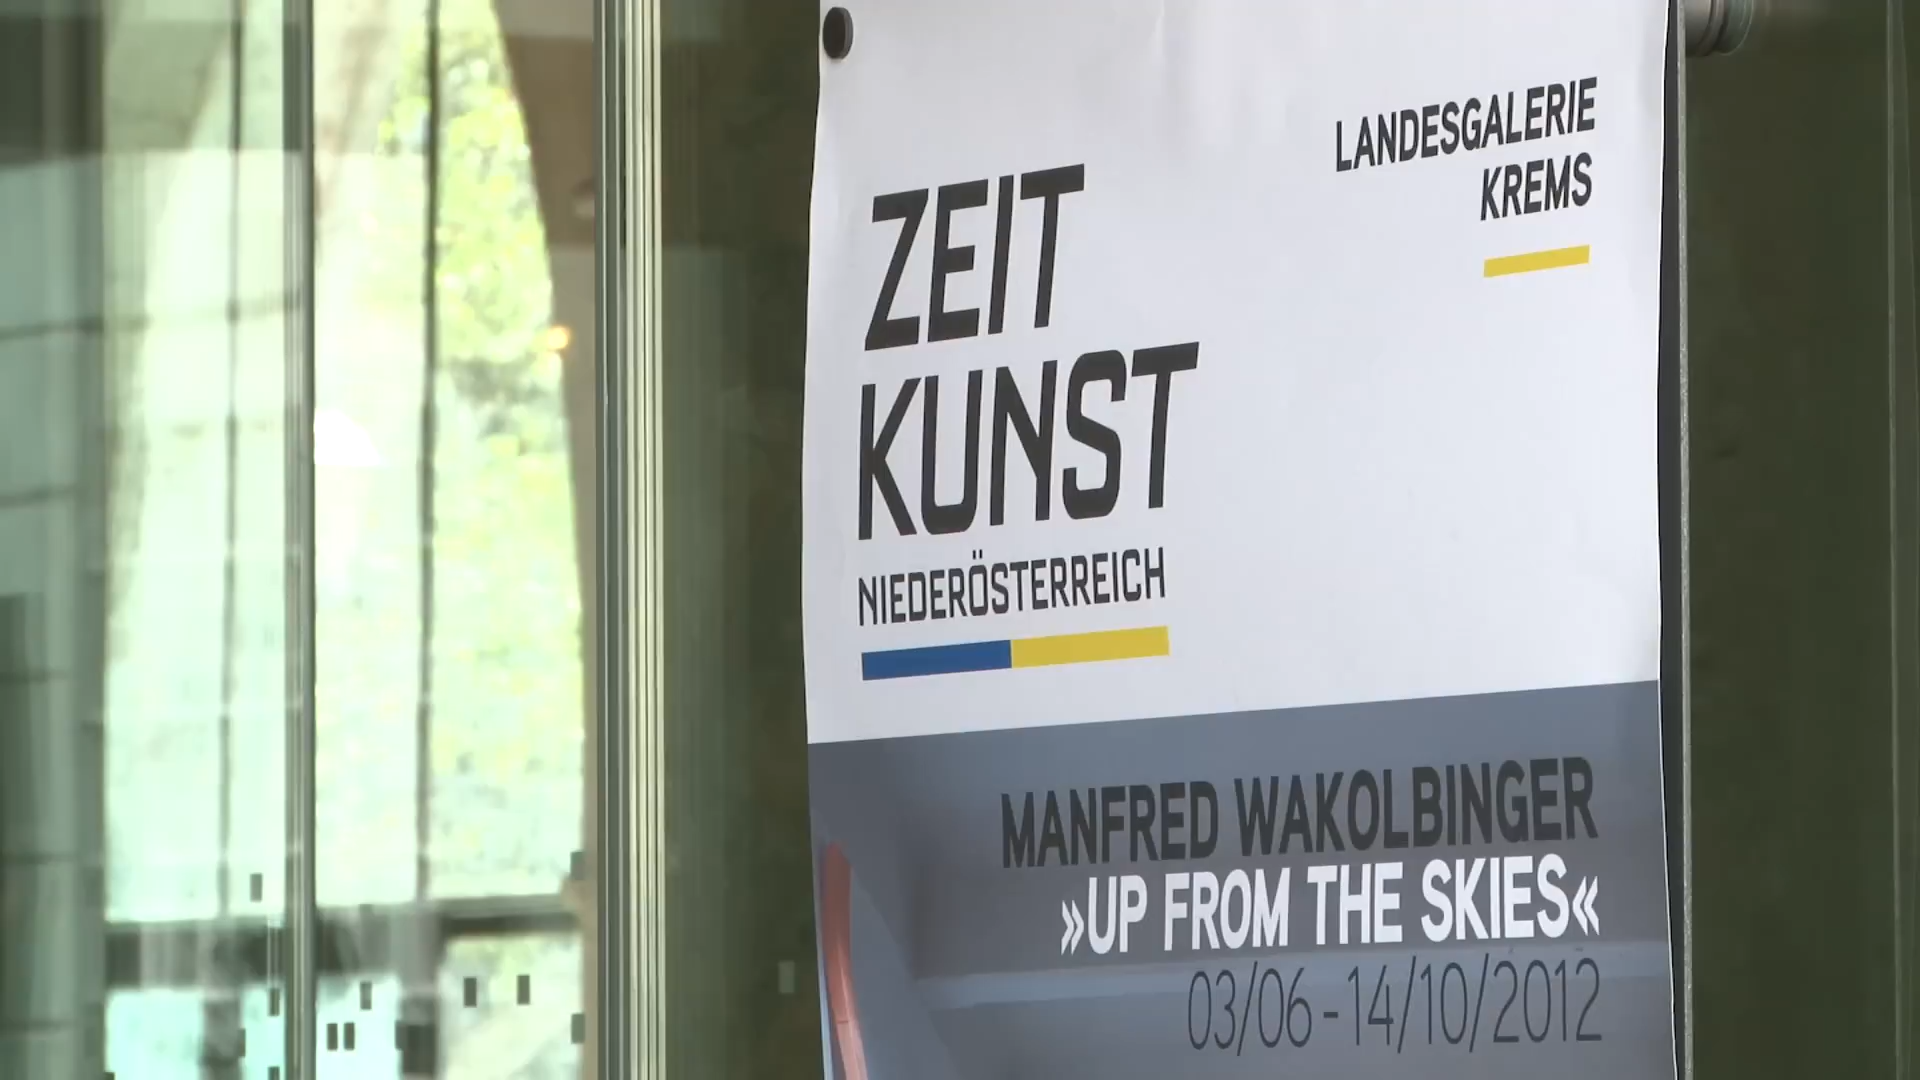 LANDESGALERIE
KREMS
ZEIT
KUNST
NIEDERÖSTERREICH
MANFRED WAKOLBINGER
»UP FROM THE SKIES«
03/06 - 14/10/2012